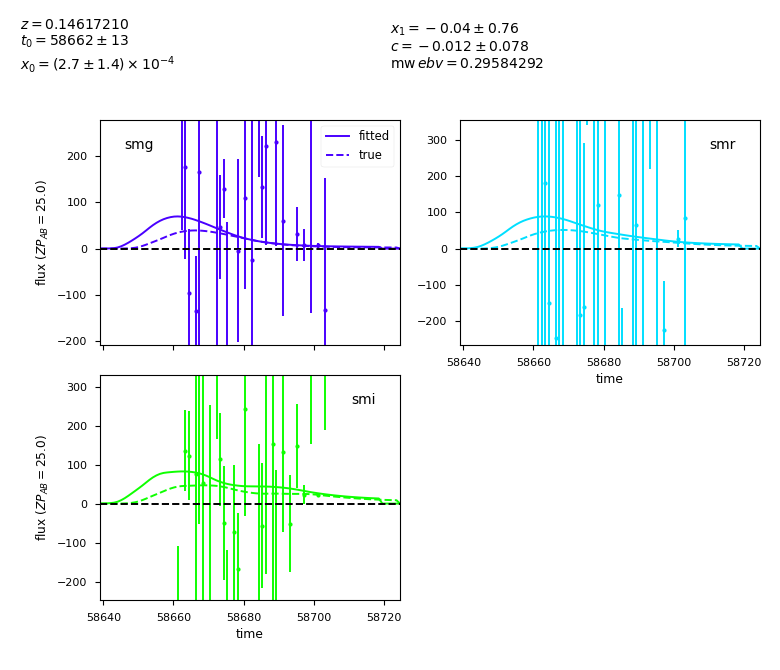 z = 0.14617210
t₀ = 58662 ± 13
x₀ = (2.7 ± 1.4) × 10⁻⁴
x₁ = −0.04 ± 0.76
c = −0.012 ± 0.078
mw ebv = 0.29584292
smg
fitted
true
flux (ZP_AB = 25.0)
200
100
0
−100
−200
smr
300
200
100
0
−100
−200
58640 58660 58680 58700 58720
time
smi
flux (ZP_AB = 25.0)
300
200
100
0
−100
−200
58640 58660 58680 58700 58720
time